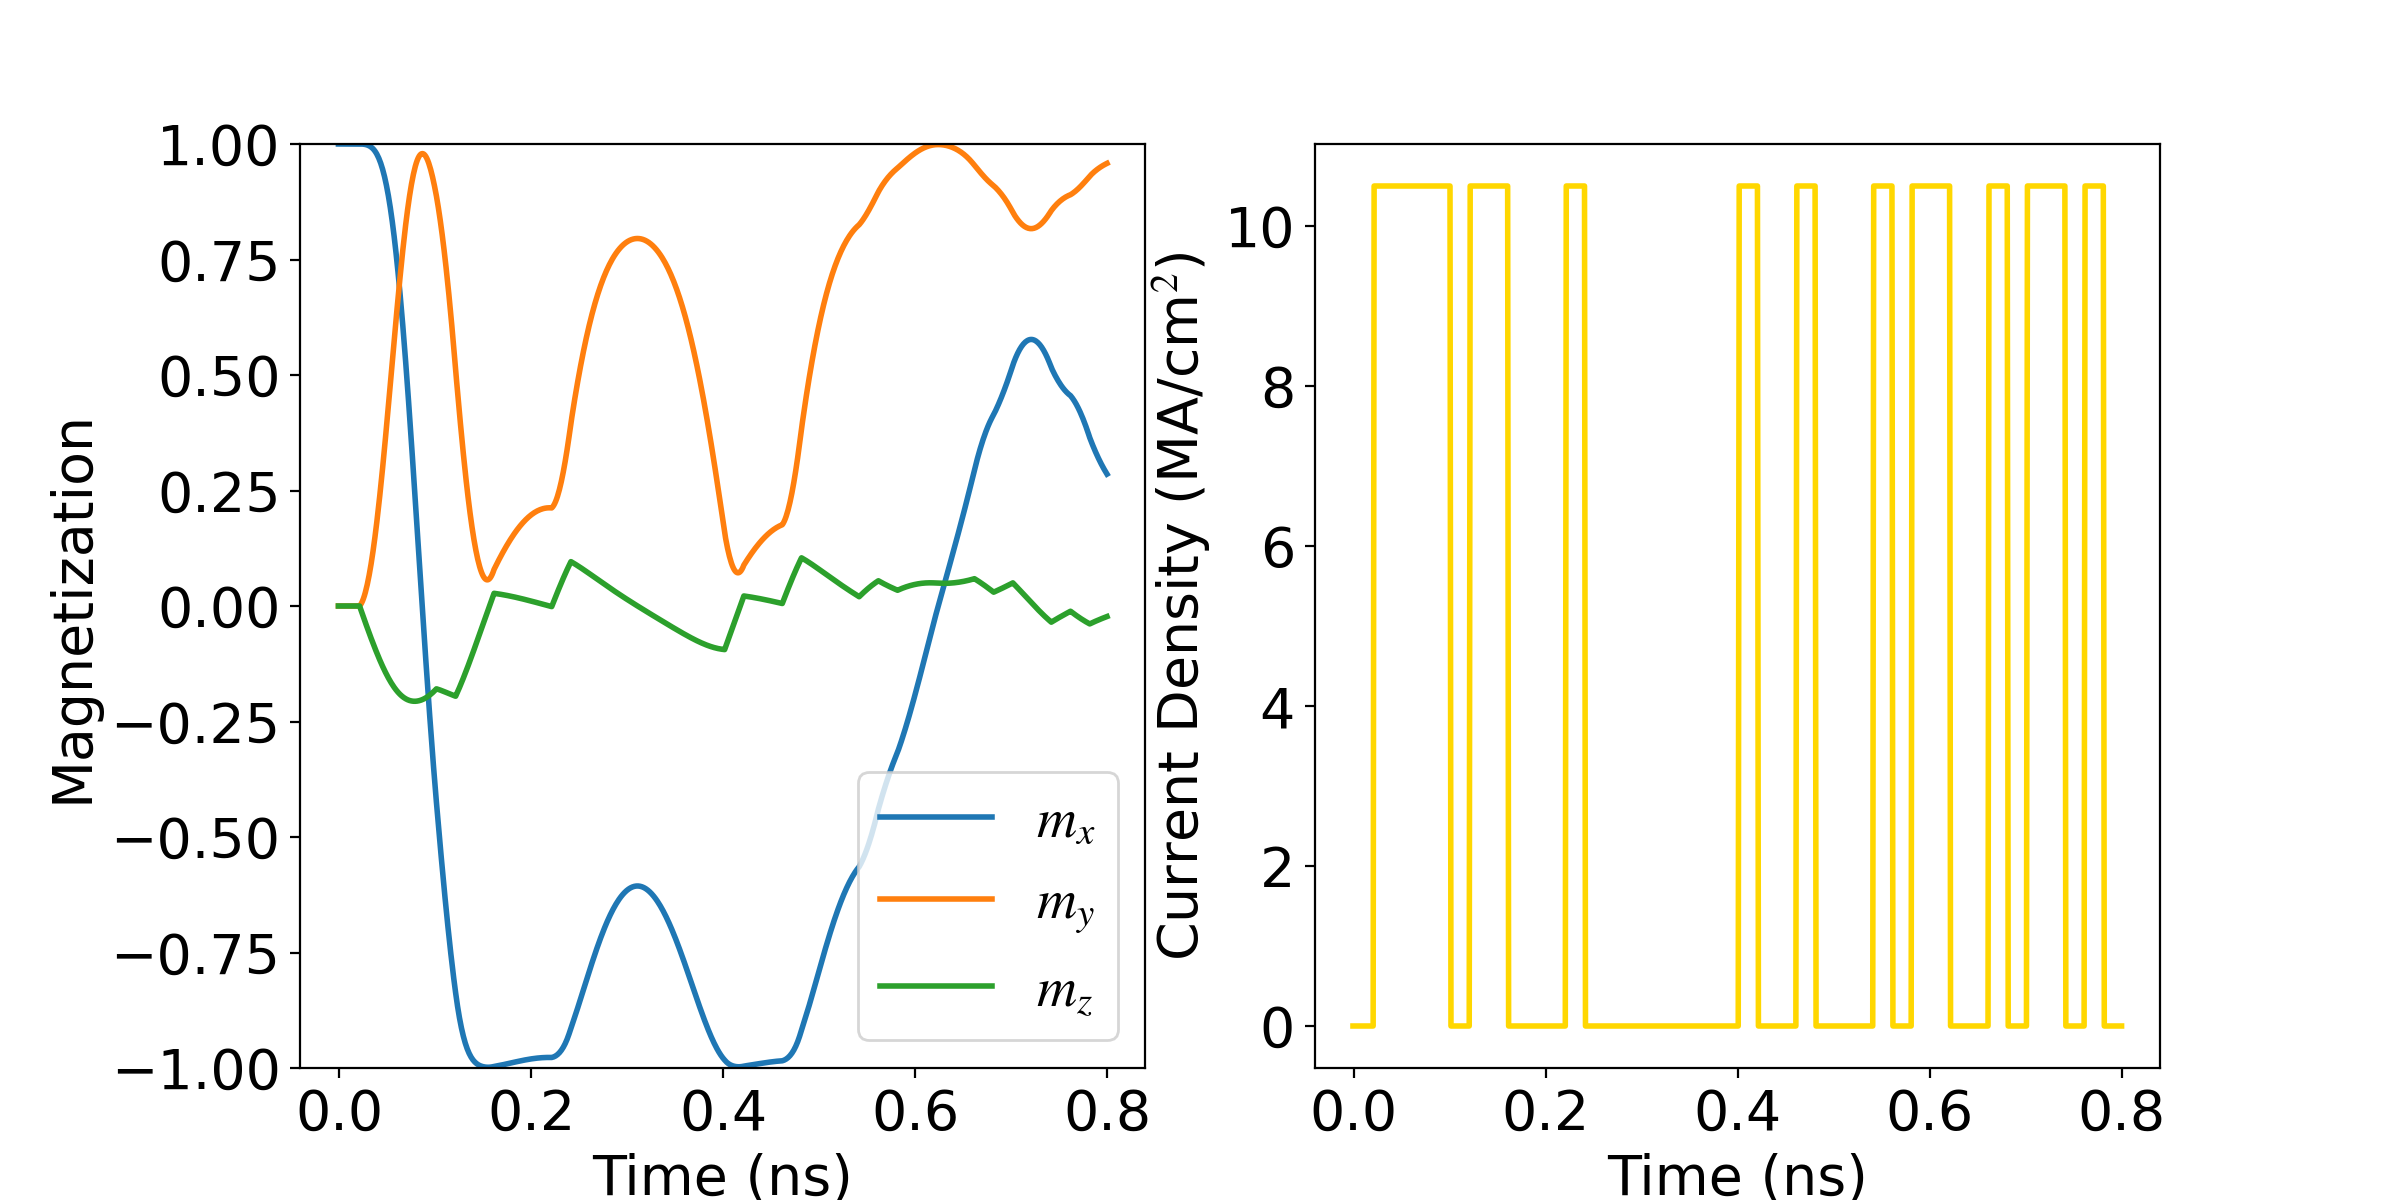 Magnetization
1.00
0.75
0.50
0.25
0.00
−0.25
−0.50
−0.75
−1.00
0.0 0.2 0.4 0.6 0.8
Time (ns)
m_x
m_y
m_z
Current Density (MA/cm²)
10
8
6
4
2
0
0.0 0.2 0.4 0.6 0.8
Time (ns)